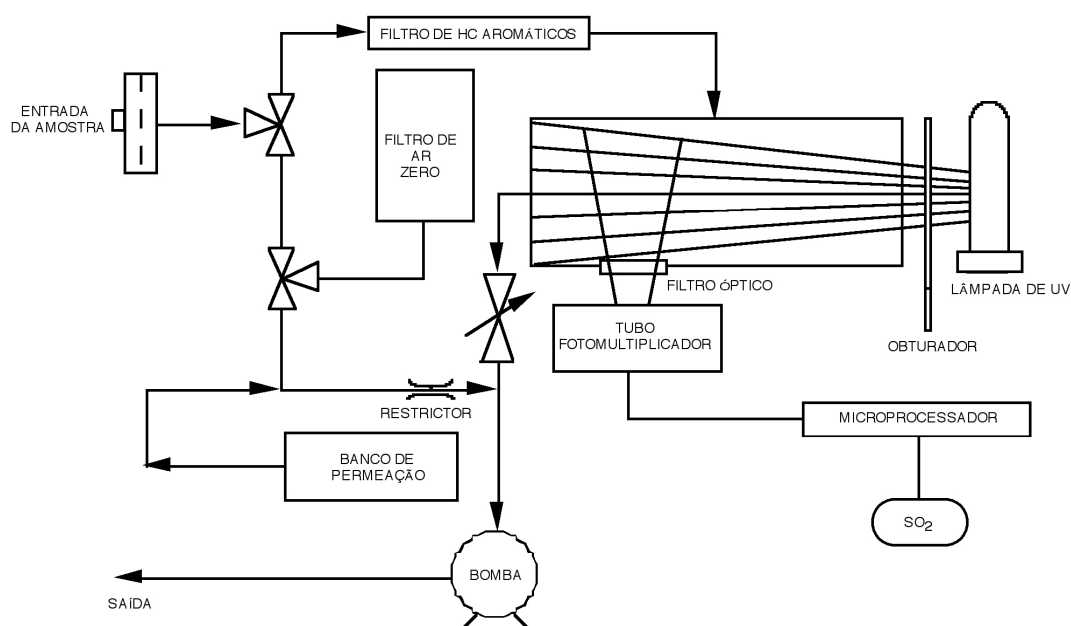 FILTRO DE HC AROMÁTICOS
ENTRADA
DA AMOSTRA
FILTRO DE
AR
ZERO
FILTRO ÓPTICO
LÂMPADA DE UV
TUBO
FOTOMULTIPLICADOR
OBTURADOR
RESTRICTOR
MICROPROCESSADOR
BANCO DE
PERMEAÇÃO
SO2
BOMBA
SAÍDA